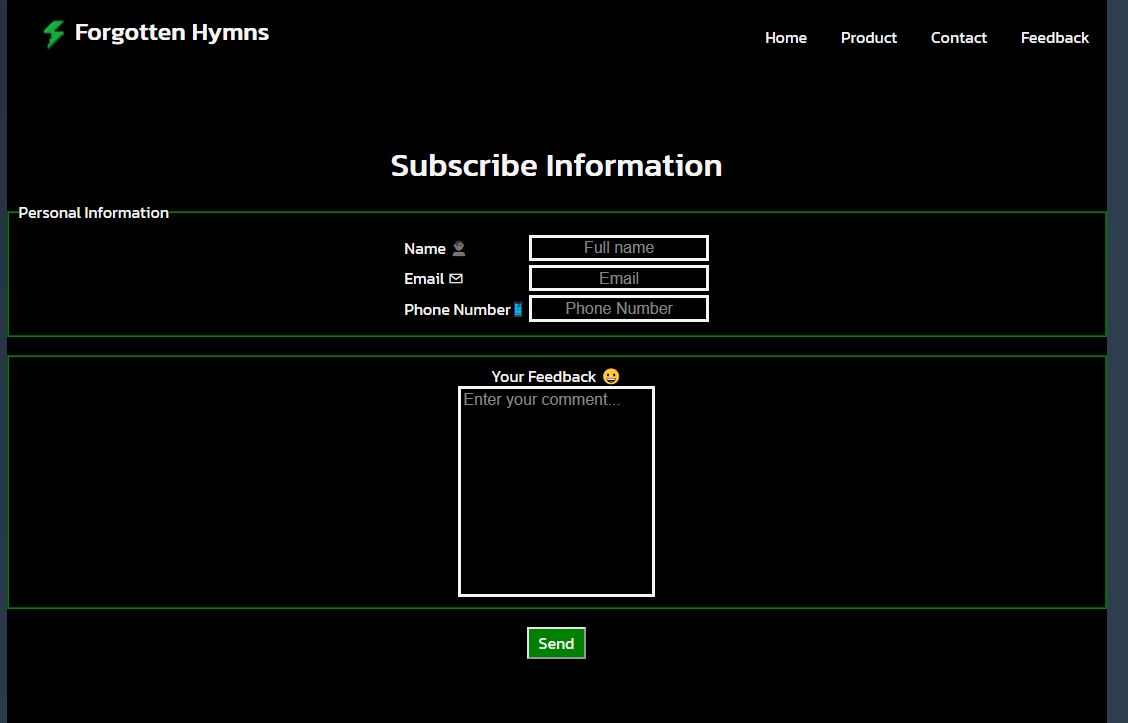 Forgotten Hymns
Home Product Contact Feedback
Subscribe Information
Personal Information
Name Full name
Email Email
Phone Number Phone Number
Your Feedback
Enter your comment...
Send